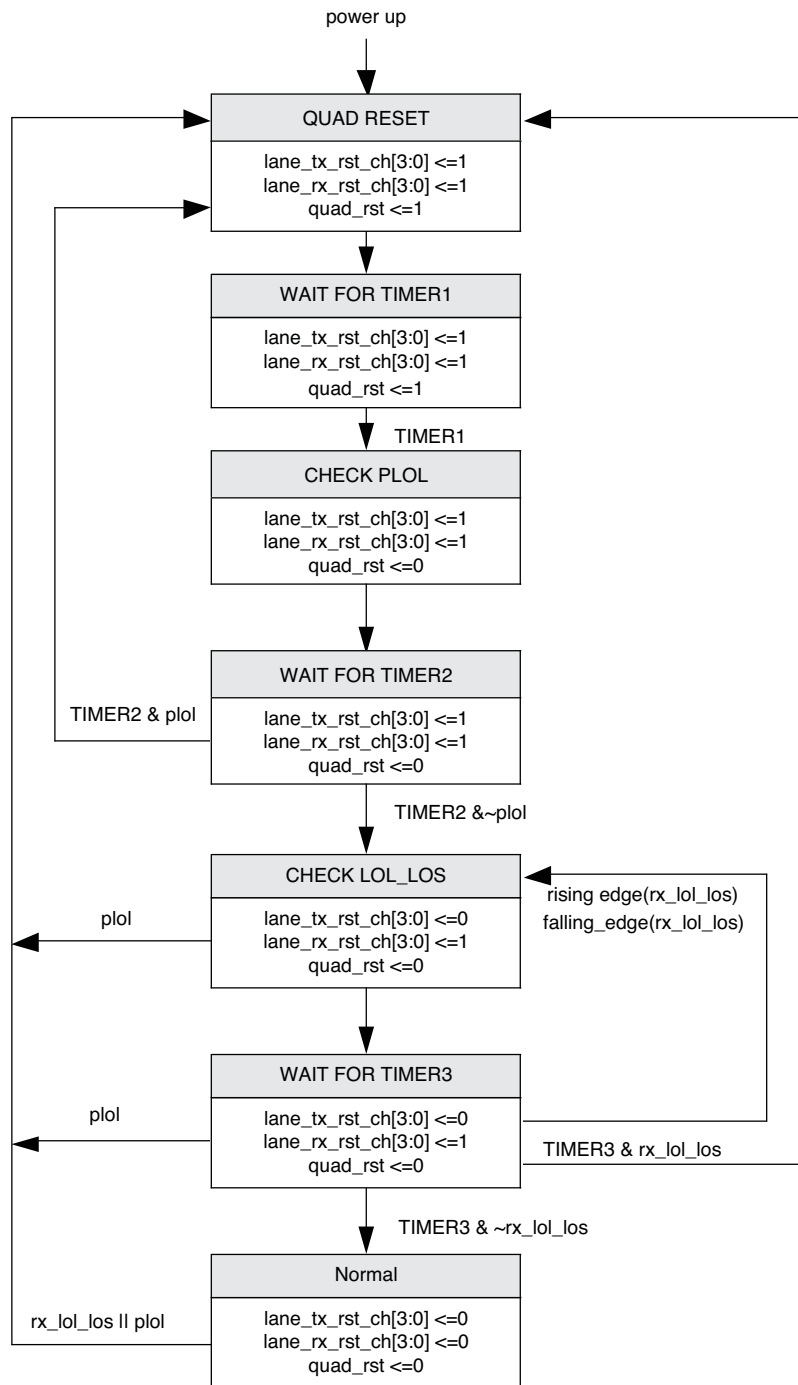 power up
QUAD RESET
lane_tx_rst_ch[3:0] <=1
lane_rx_rst_ch[3:0] <=1
quad_rst <=1
WAIT FOR TIMER1
lane_tx_rst_ch[3:0] <=1
lane_rx_rst_ch[3:0] <=1
quad_rst <=1
TIMER1
CHECK PLOL
lane_tx_rst_ch[3:0] <=1
lane_rx_rst_ch[3:0] <=1
quad_rst <=0
WAIT FOR TIMER2
TIMER2 & plol
lane_tx_rst_ch[3:0] <=1
lane_rx_rst_ch[3:0] <=1
quad_rst <=0
TIMER2 &~plol
CHECK LOL_LOS
rising edge(rx_lol_los)
falling_edge(rx_lol_los)
plol
lane_tx_rst_ch[3:0] <=0
lane_rx_rst_ch[3:0] <=1
quad_rst <=0
WAIT FOR TIMER3
plol
lane_tx_rst_ch[3:0] <=0
lane_rx_rst_ch[3:0] <=1
quad_rst <=0
TIMER3 & rx_lol_los
TIMER3 & ~rx_lol_los
Normal
rx_lol_los || plol
lane_tx_rst_ch[3:0] <=0
lane_rx_rst_ch[3:0] <=0
quad_rst <=0